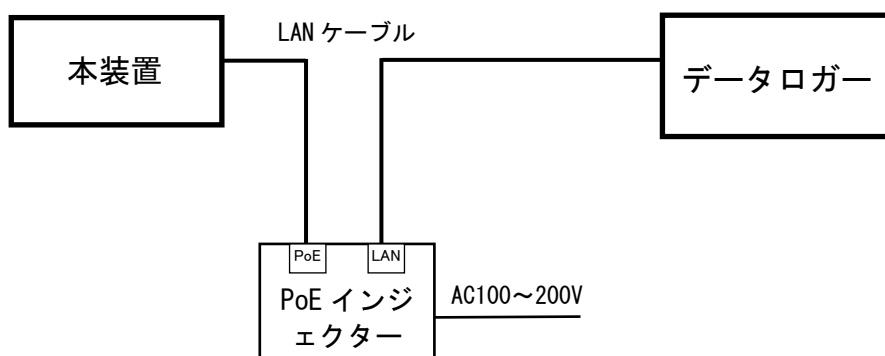 LAN ケーブル
本装置
データロガー
PoE
LAN
PoE インジ
ェクター
AC100～200V